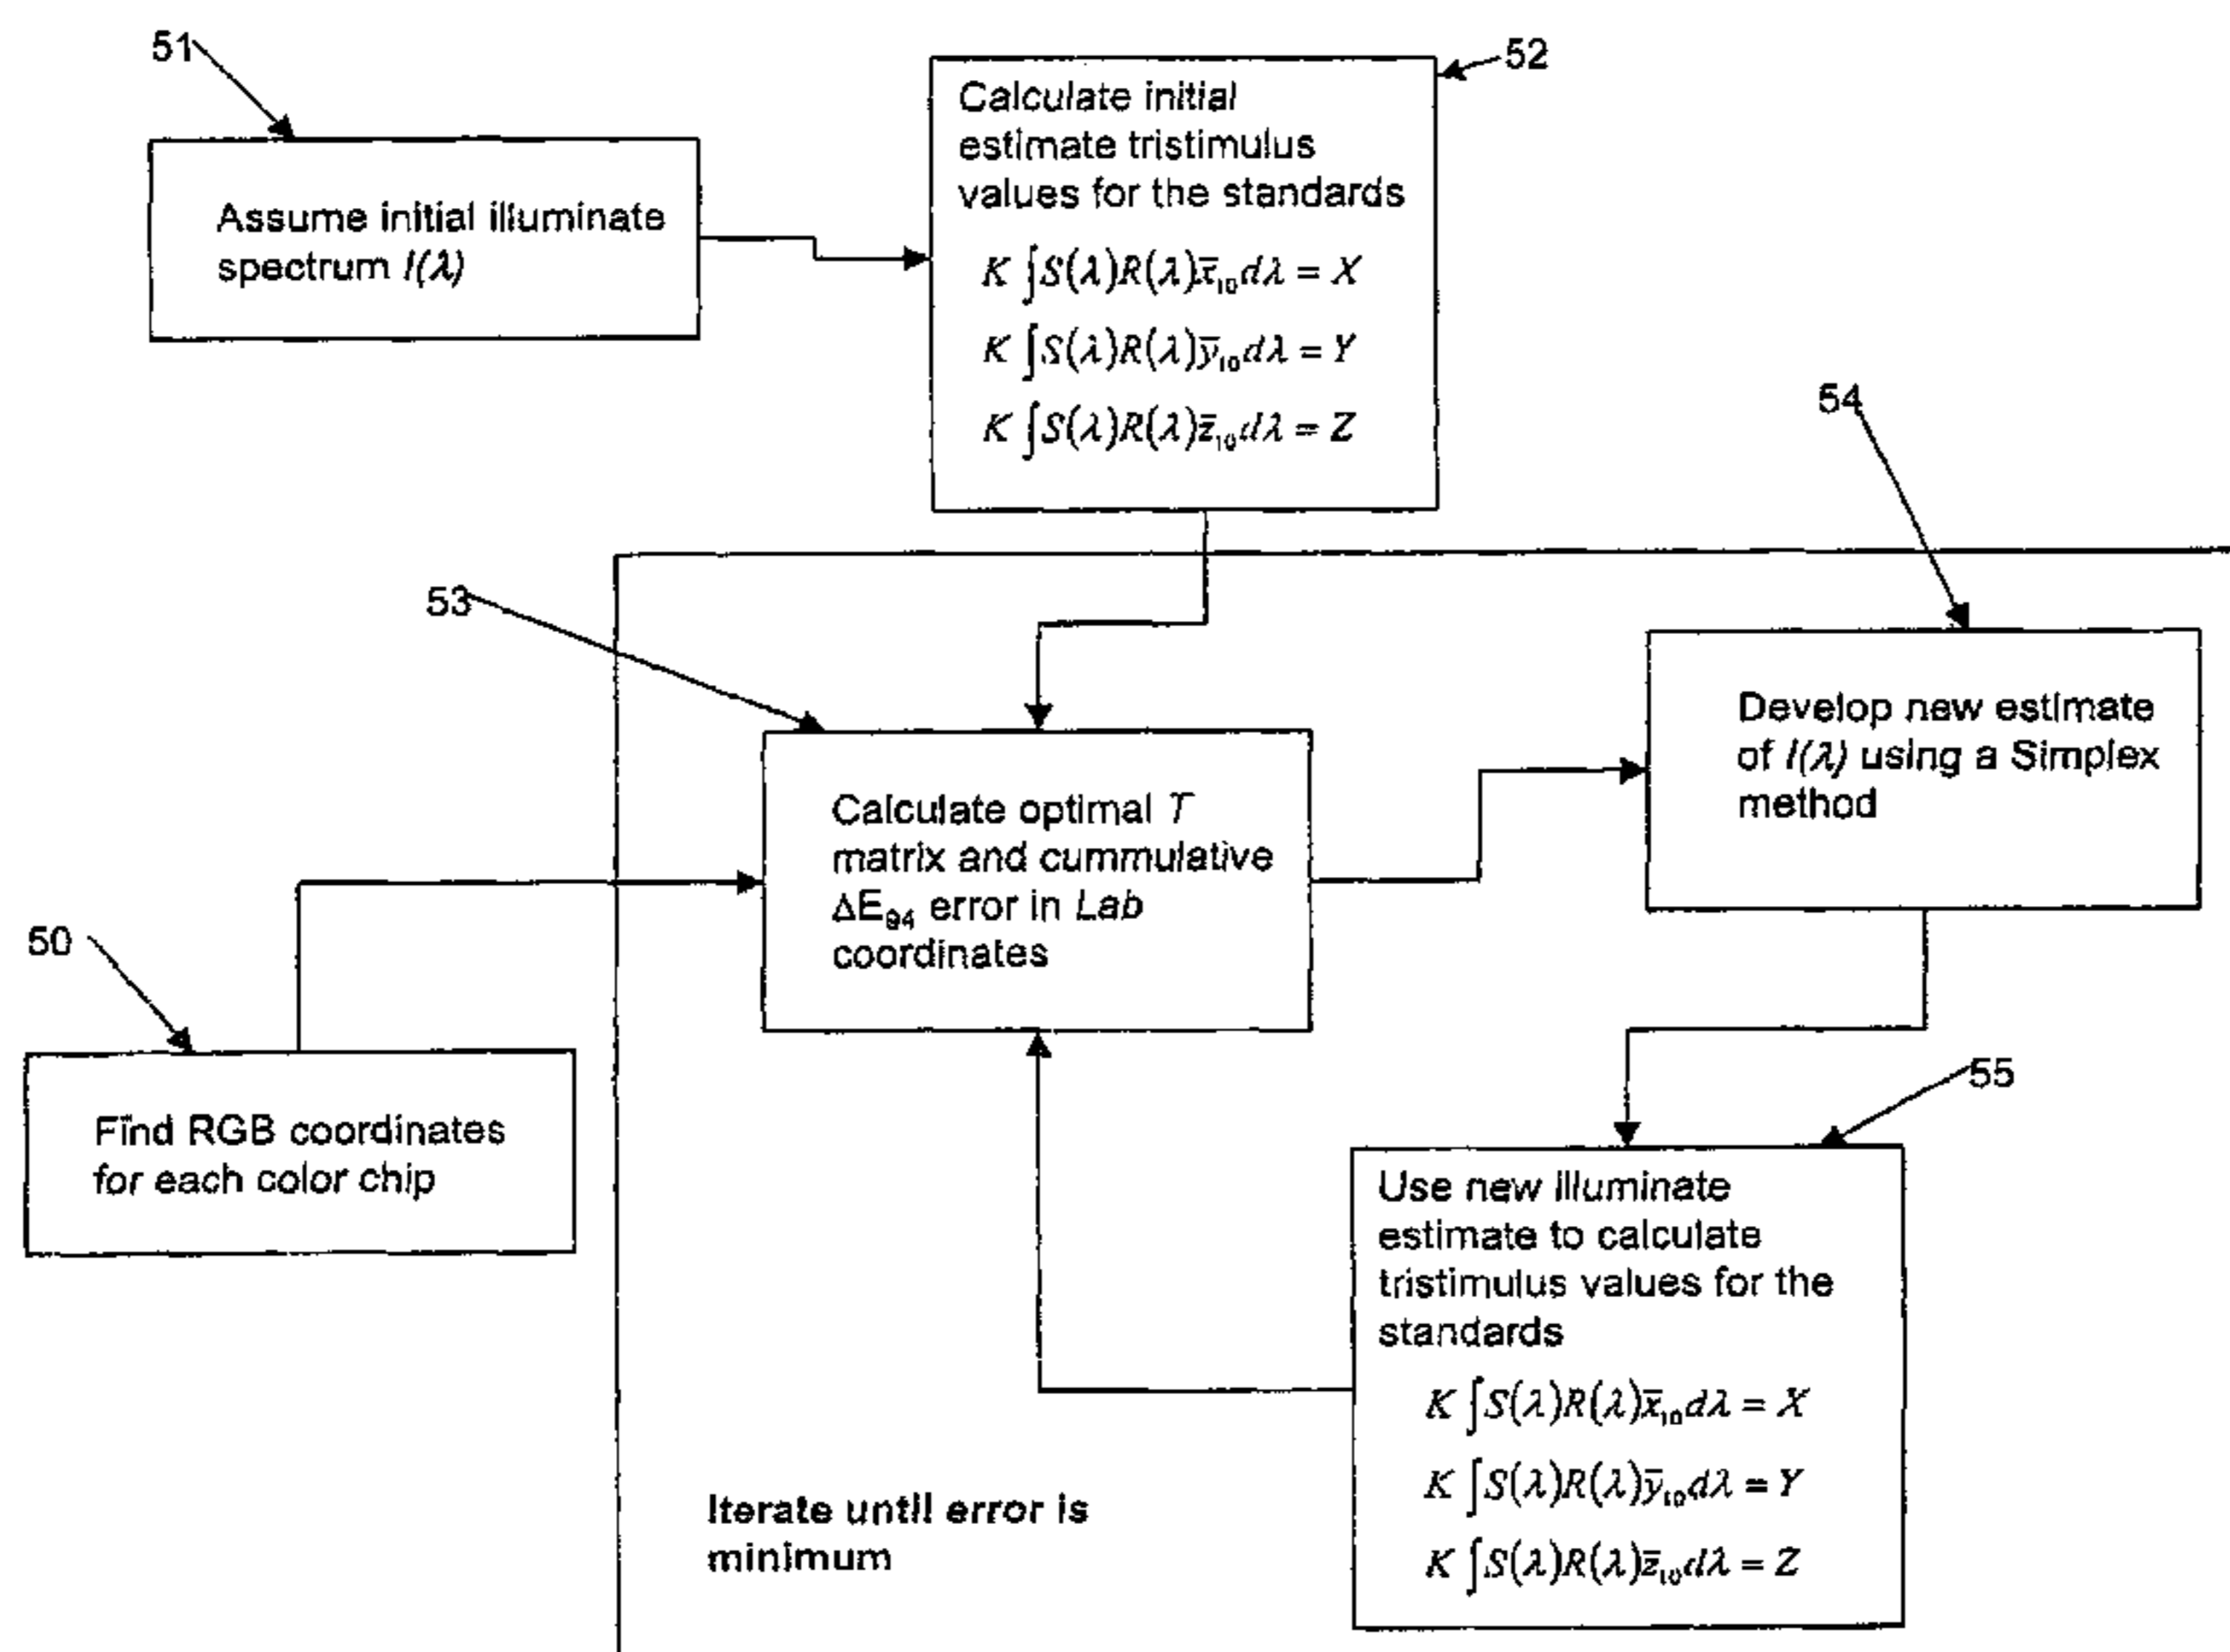 51
52
Calculate initial
estimate tristimulus
values for the standards
K ∫S(λ)R(λ)x̄₁₀dλ = X
K ∫S(λ)R(λ)ȳ₁₀dλ = Y
K ∫S(λ)R(λ)z̄₁₀dλ = Z
Assume initial illuminate
spectrum I(λ)
54
53
Develop new estimate
of I(λ) using a Simplex
method
Calculate optimal T
matrix and cummulative
ΔE₉₄ error in Lab
coordinates
50
55
Find RGB coordinates
for each color chip
Use new illuminate
estimate to calculate
tristimulus values for the
standards
K ∫S(λ)R(λ)x̄₁₀dλ = X
K ∫S(λ)R(λ)ȳ₁₀dλ = Y
K ∫S(λ)R(λ)z̄₁₀dλ = Z
Iterate until error is
minimum